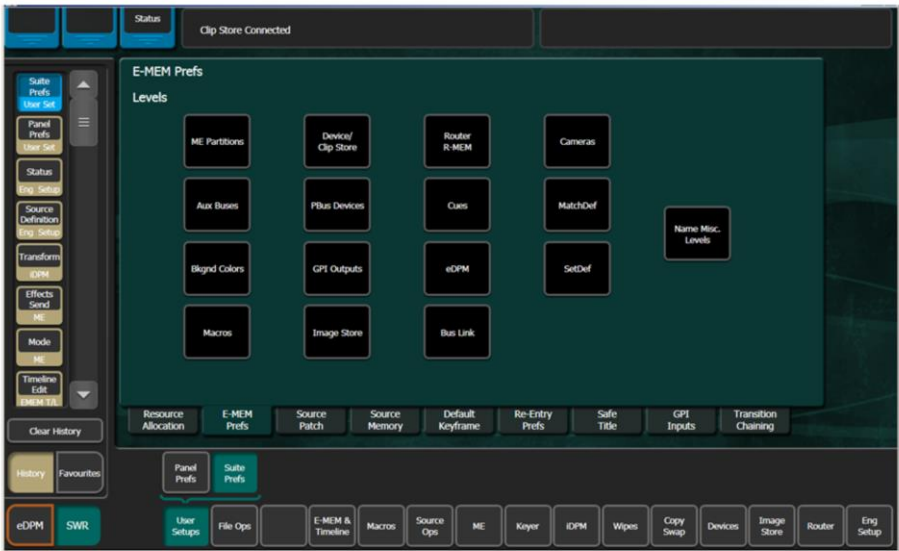 Status
Clip Store Connected
Suite
Prefs
User Set
Panel
Prefs
User Set
Status
Eng Setup
Source
Definition
Eng Setup
Transform
iDPM
Effects
Send
ME
Mode
ME
Timeline
Edit
EMEM T/L
Clear History
History
Favourites
eDPM
SWR
E-MEM Prefs
Levels
ME Partitions
Device/
Clip Store
Router
R-MEM
Cameras
Aux Buses
PBus Devices
Cues
MatchDef
Name Misc.
Levels
Bkgnd Colors
GPI Outputs
eDPM
SetDef
Macros
Image Store
Bus Link
Resource
Allocation
E-MEM
Prefs
Source
Patch
Source
Memory
Default
Keyframe
Re-Entry
Prefs
Safe
Title
GPI
Inputs
Transition
Chaining
Panel
Prefs
Suite
Prefs
User
Setups
File Ops
E-MEM &
Timeline
Macros
Source
Ops
ME
Keyer
iDPM
Wipes
Copy
Swap
Devices
Image
Store
Router
Eng
Setup